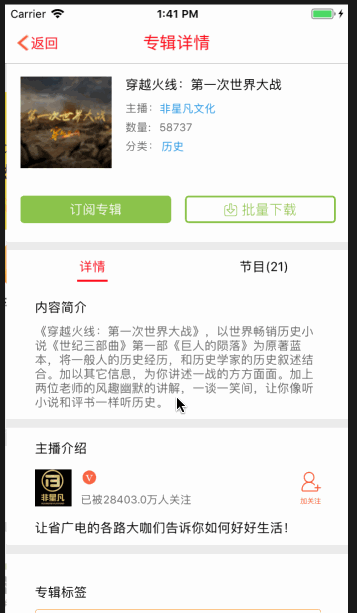 Carrier 1:41 PM
返回 专辑详情
穿越火线：第一次世界大战
主播：非星凡文化
数量：58737
分类：历史
订阅专辑 批量下载
详情 节目(21)
内容简介
《穿越火线：第一次世界大战》，以世界畅销历史小
说《世纪三部曲》第一部《巨人的陨落》为原著蓝
本，将一般人的历史经历，和历史学家的历史叙述结
合。加以其它信息，为你讲述一战的方方面面。加上
两位老师的风趣幽默的讲解，一谈一笑间，让你像听
小说和评书一样听历史。
主播介绍
非星凡
V
已被28403.0万人关注
加关注
让省广电的各路大咖们告诉你如何好好生活！
专辑标签